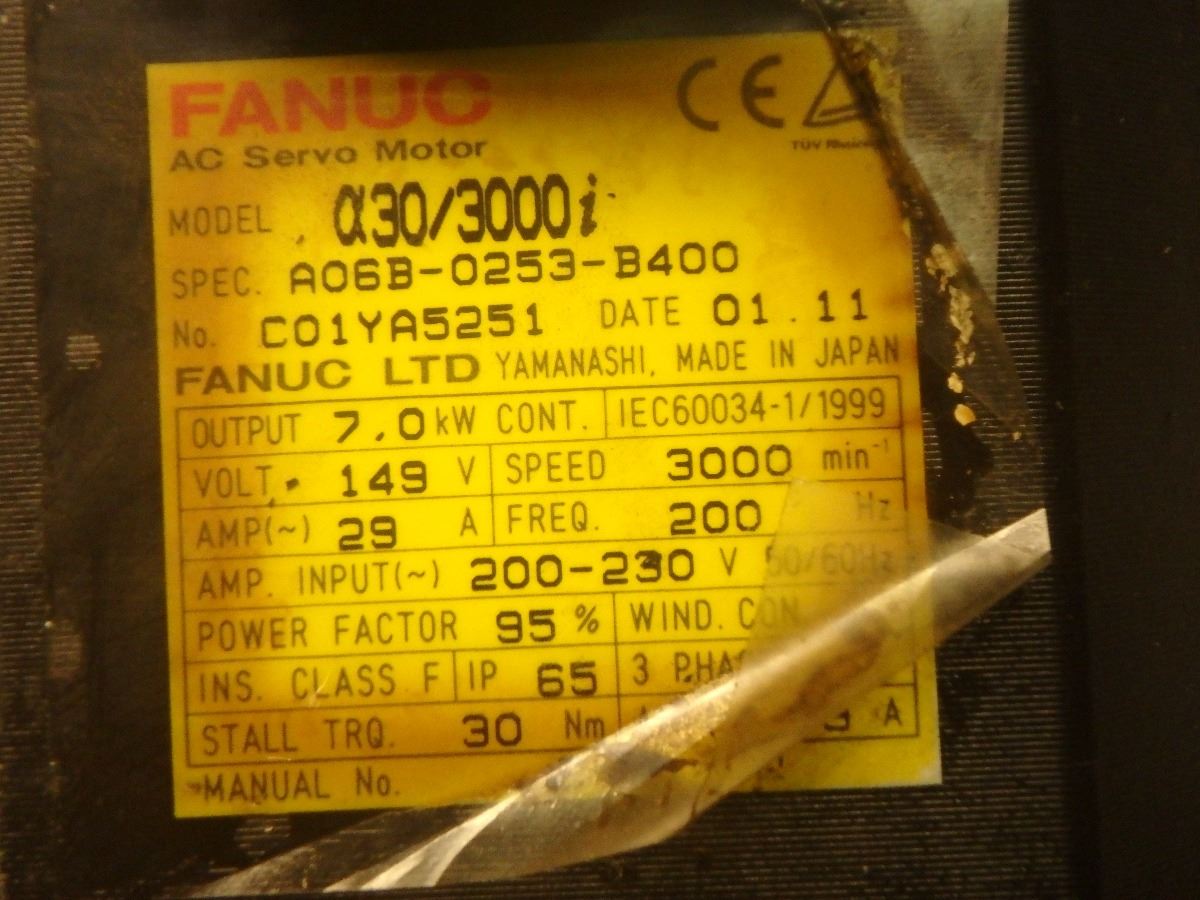 FANUC
CE
TÜV
AC Servo Motor
MODEL α30/3000i
SPEC. A06B-0253-B400
No. C01YA5251 DATE 01.11
FANUC LTD YAMANASHI, MADE IN JAPAN
OUTPUT 7.0 kW CONT. IEC60034-1/1999
VOLT. 149 V SPEED 3000 min⁻¹
AMP(~) 29 A FREQ. 200 Hz
AMP. INPUT(~) 200-230 V 50/60Hz
POWER FACTOR 95 % WIND.
INS. CLASS F IP 65 3
STALL TRQ. 30 Nm A
MANUAL No.